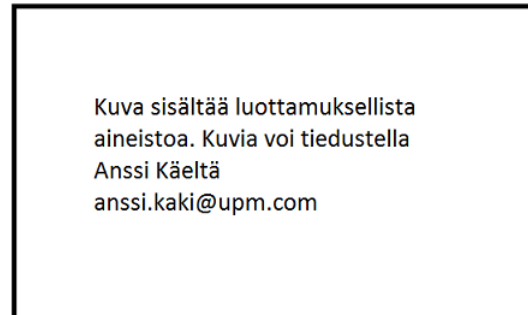 Kuva sisältää luottamuksellista
aineistoa. Kuvia voi tiedustella
Anssi Käeltä
anssi.kaki@upm.com